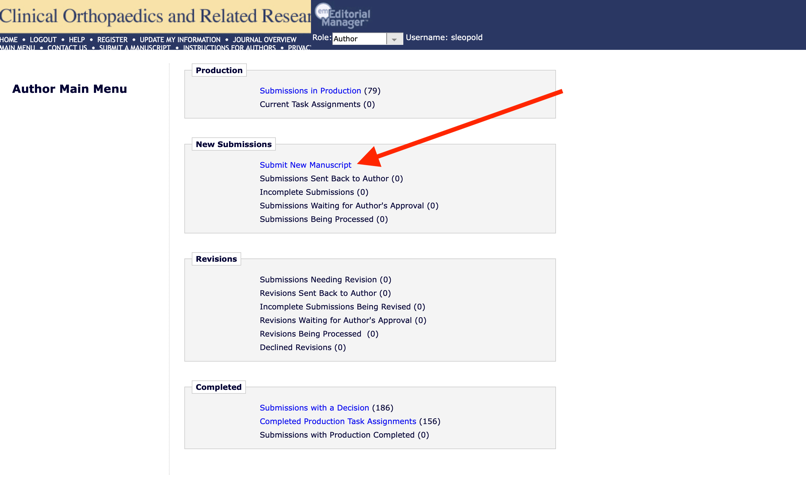 Clinical Orthopaedics and Related Resear
Editorial
Manager
HOME • LOGOUT • HELP • REGISTER • UPDATE MY INFORMATION • JOURNAL OVERVIEW
MAIN MENU • CONTACT US • SUBMIT A MANUSCRIPT • INSTRUCTIONS FOR AUTHORS • PRIVAC
Role: Author Username: sleopold
Author Main Menu
Production
Submissions in Production (79)
Current Task Assignments (0)
New Submissions
Submit New Manuscript
Submissions Sent Back to Author (0)
Incomplete Submissions (0)
Submissions Waiting for Author's Approval (0)
Submissions Being Processed (0)
Revisions
Submissions Needing Revision (0)
Revisions Sent Back to Author (0)
Incomplete Submissions Being Revised (0)
Revisions Waiting for Author's Approval (0)
Revisions Being Processed (0)
Declined Revisions (0)
Completed
Submissions with a Decision (186)
Completed Production Task Assignments (156)
Submissions with Production Completed (0)